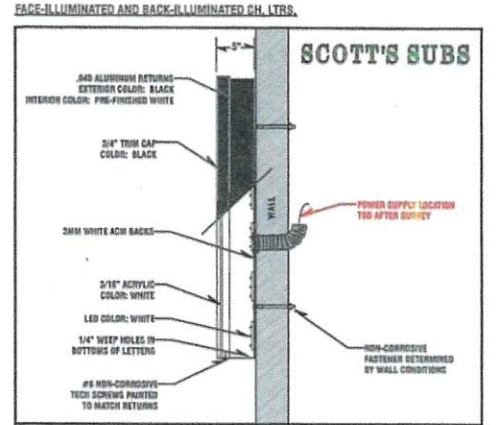 FACE-ILLUMINATED AND BACK-ILLUMINATED CH. LTRS.
5"
SCOTT'S SUBS
.040 ALUMINUM RETURNS
EXTERIOR COLOR: BLACK
INTERIOR COLOR: PRE-FINISHED WHITE
3/4" TRIM CAP
COLOR: BLACK
WALL
POWER SUPPLY LOCATION
TBD AFTER SURVEY
3MM WHITE ACM BACKS
3/16" ACRYLIC
COLOR: WHITE
LED COLOR: WHITE
1/4" WEEP HOLES IN
BOTTOMS OF LETTERS
NON-CORROSIVE
FASTENER DETERMINED
BY WALL CONDITIONS
#8 NON-CORROSIVE
TECH SCREWS PAINTED
TO MATCH RETURNS